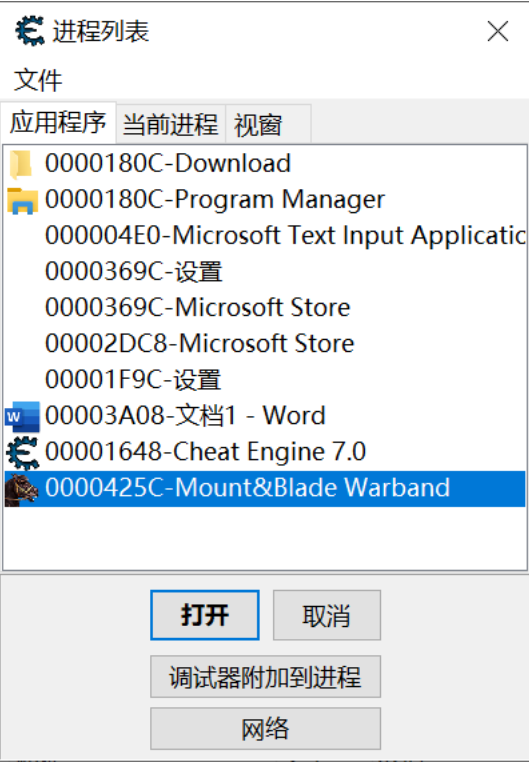 进程列表
文件
应用程序 当前进程 视窗
0000180C-Download
0000180C-Program Manager
000004E0-Microsoft Text Input Applicatic
0000369C-设置
0000369C-Microsoft Store
00002DC8-Microsoft Store
00001F9C-设置
00003A08-文档1 - Word
00001648-Cheat Engine 7.0
0000425C-Mount&Blade Warband
打开 取消
调试器附加到进程
网络